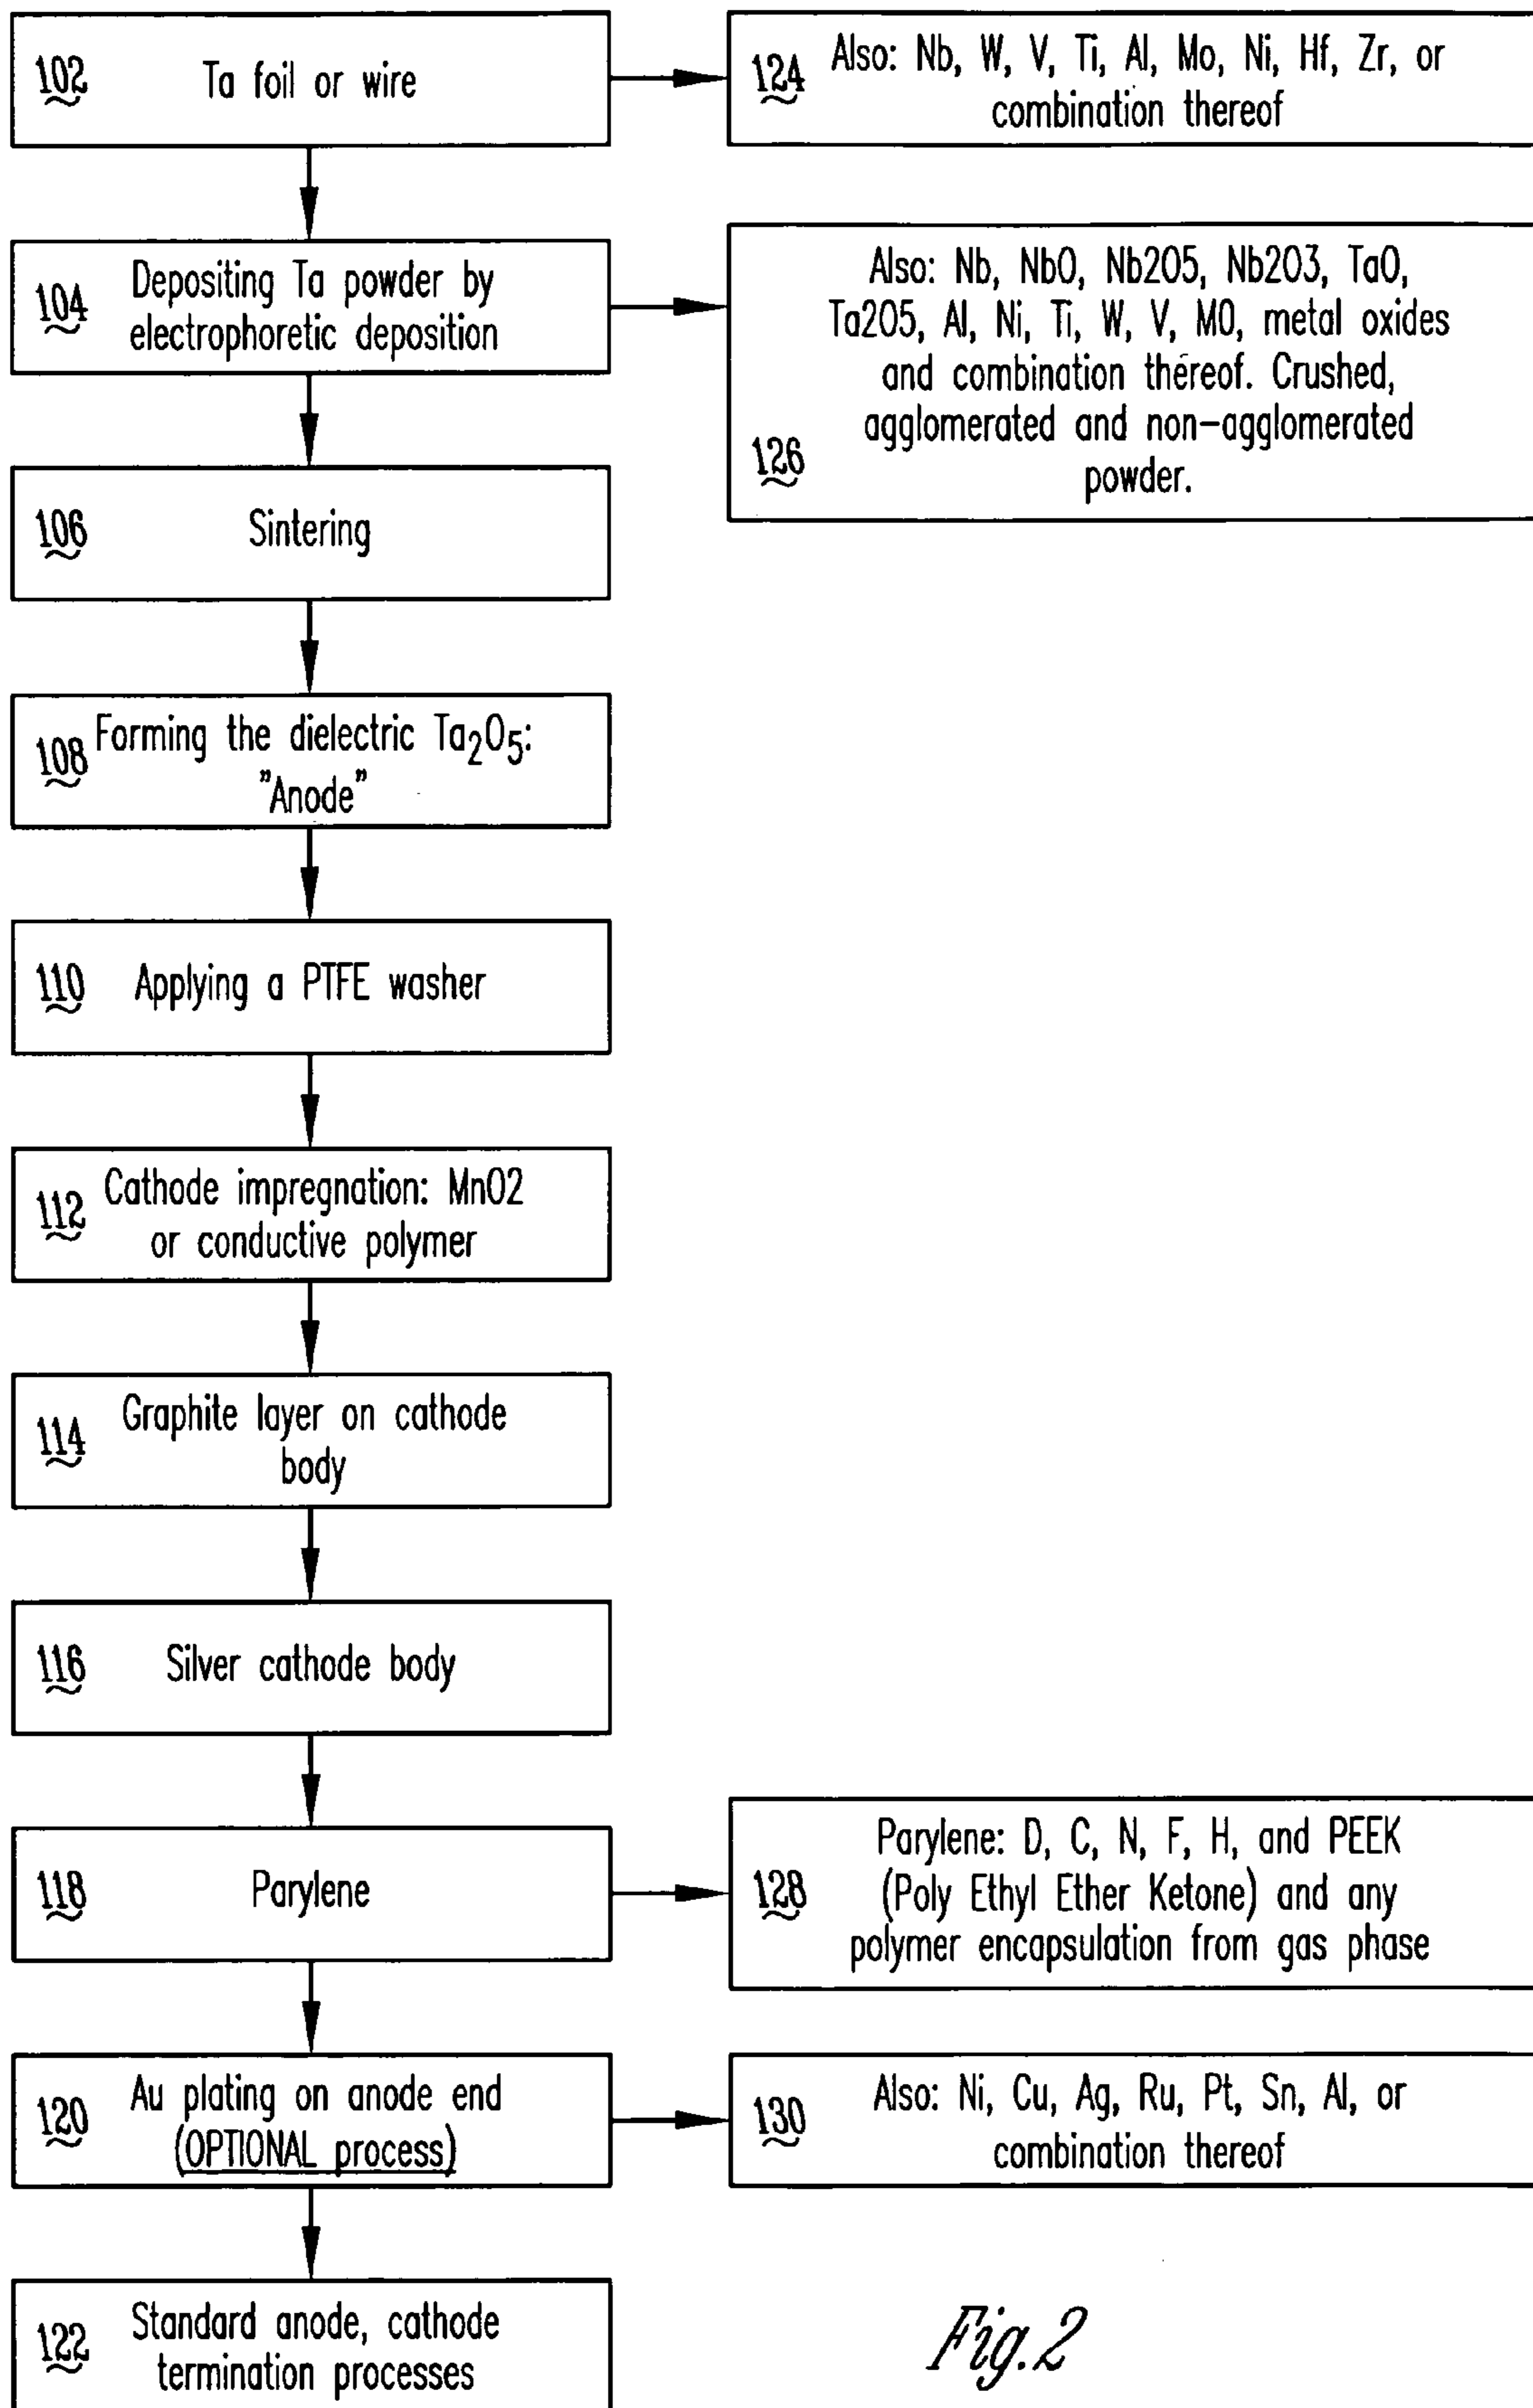 102 Ta foil or wire
124 Also: Nb, W, V, Ti, Al, Mo, Ni, Hf, Zr, or
combination thereof
104 Depositing Ta powder by
electrophoretic deposition
Also: Nb, NbO, Nb2O5, Nb2O3, TaO,
Ta2O5, Al, Ni, Ti, W, V, MO, metal oxides
and combination thereof. Crushed,
agglomerated and non-agglomerated
126 powder.
106 Sintering
108 Forming the dielectric Ta₂O₅:
"Anode"
110 Applying a PTFE washer
112 Cathode impregnation: MnO2
or conductive polymer
114 Graphite layer on cathode
body
116 Silver cathode body
118 Parylene
Parylene: D, C, N, F, H, and PEEK
128 (Poly Ethyl Ether Ketone) and any
polymer encapsulation from gas phase
120 Au plating on anode end
(OPTIONAL process)
130 Also: Ni, Cu, Ag, Ru, Pt, Sn, Al, or
combination thereof
122 Standard anode, cathode
termination processes
Fig.2